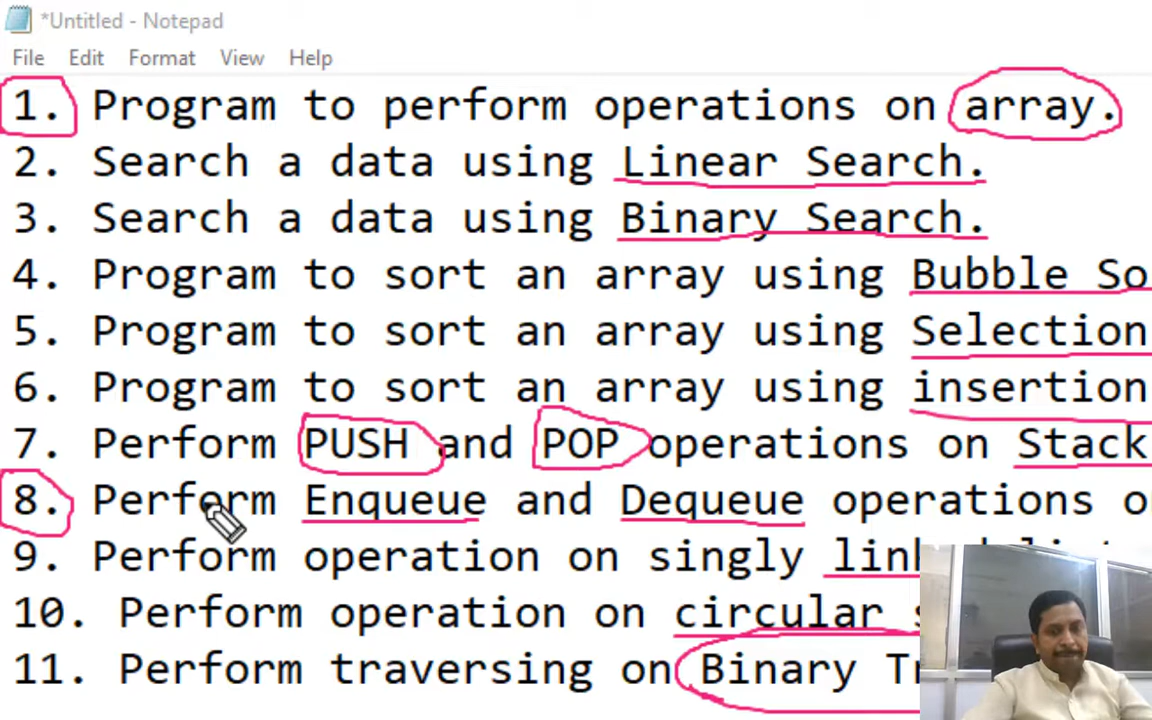 *Untitled - Notepad
File Edit Format View Help
1. Program to perform operations on array.
2. Search a data using Linear Search.
3. Search a data using Binary Search.
4. Program to sort an array using Bubble So
5. Program to sort an array using Selection
6. Program to sort an array using insertion
7. Perform PUSH and POP operations on Stack
8. Perform Enqueue and Dequeue operations o
9. Perform operation on singly
10. Perform operation on circular
11. Perform traversing on Binary